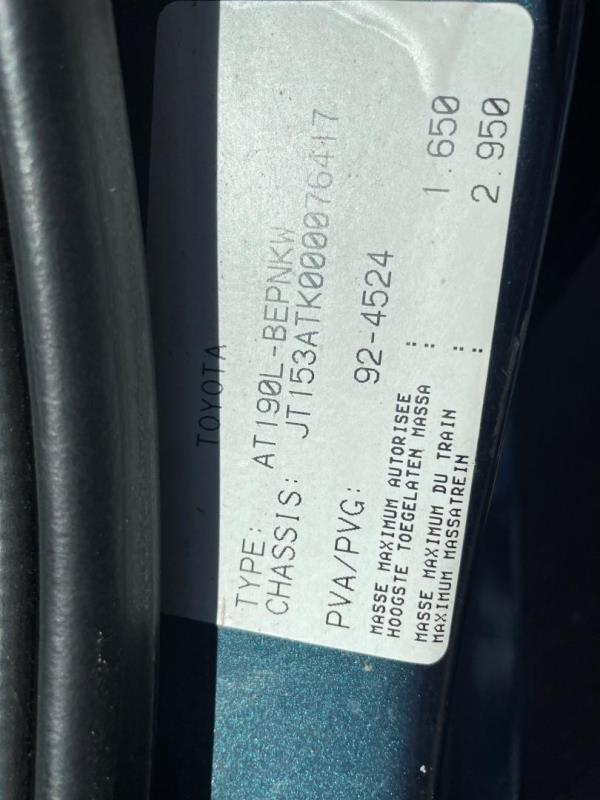 TOYOTA
TYPE: AT190L-BEPNKW
CHASSIS: JT153ATK000076417
PVA/PVG: 92-4524
MASSE MAXIMUM AUTORISEE :
HOOGSTE TOEGELATEN MASSA : 1.650
MASSE MAXIMUM DU TRAIN :
MAXIMUM MASSATREIN : 2.950